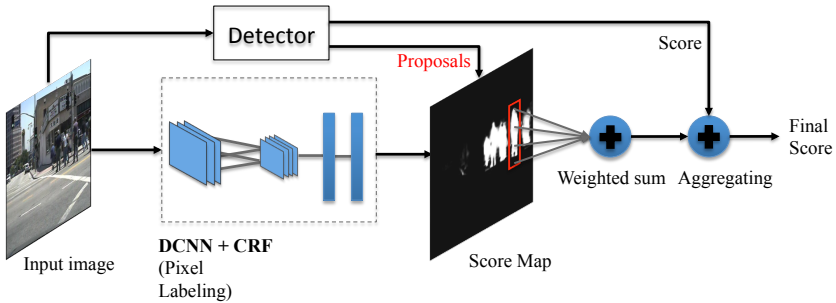 Detector
Proposals
Score
Final
Score
Weighted sum
Aggregating
DCNN + CRF
(Pixel
Labeling)
Input image
Score Map